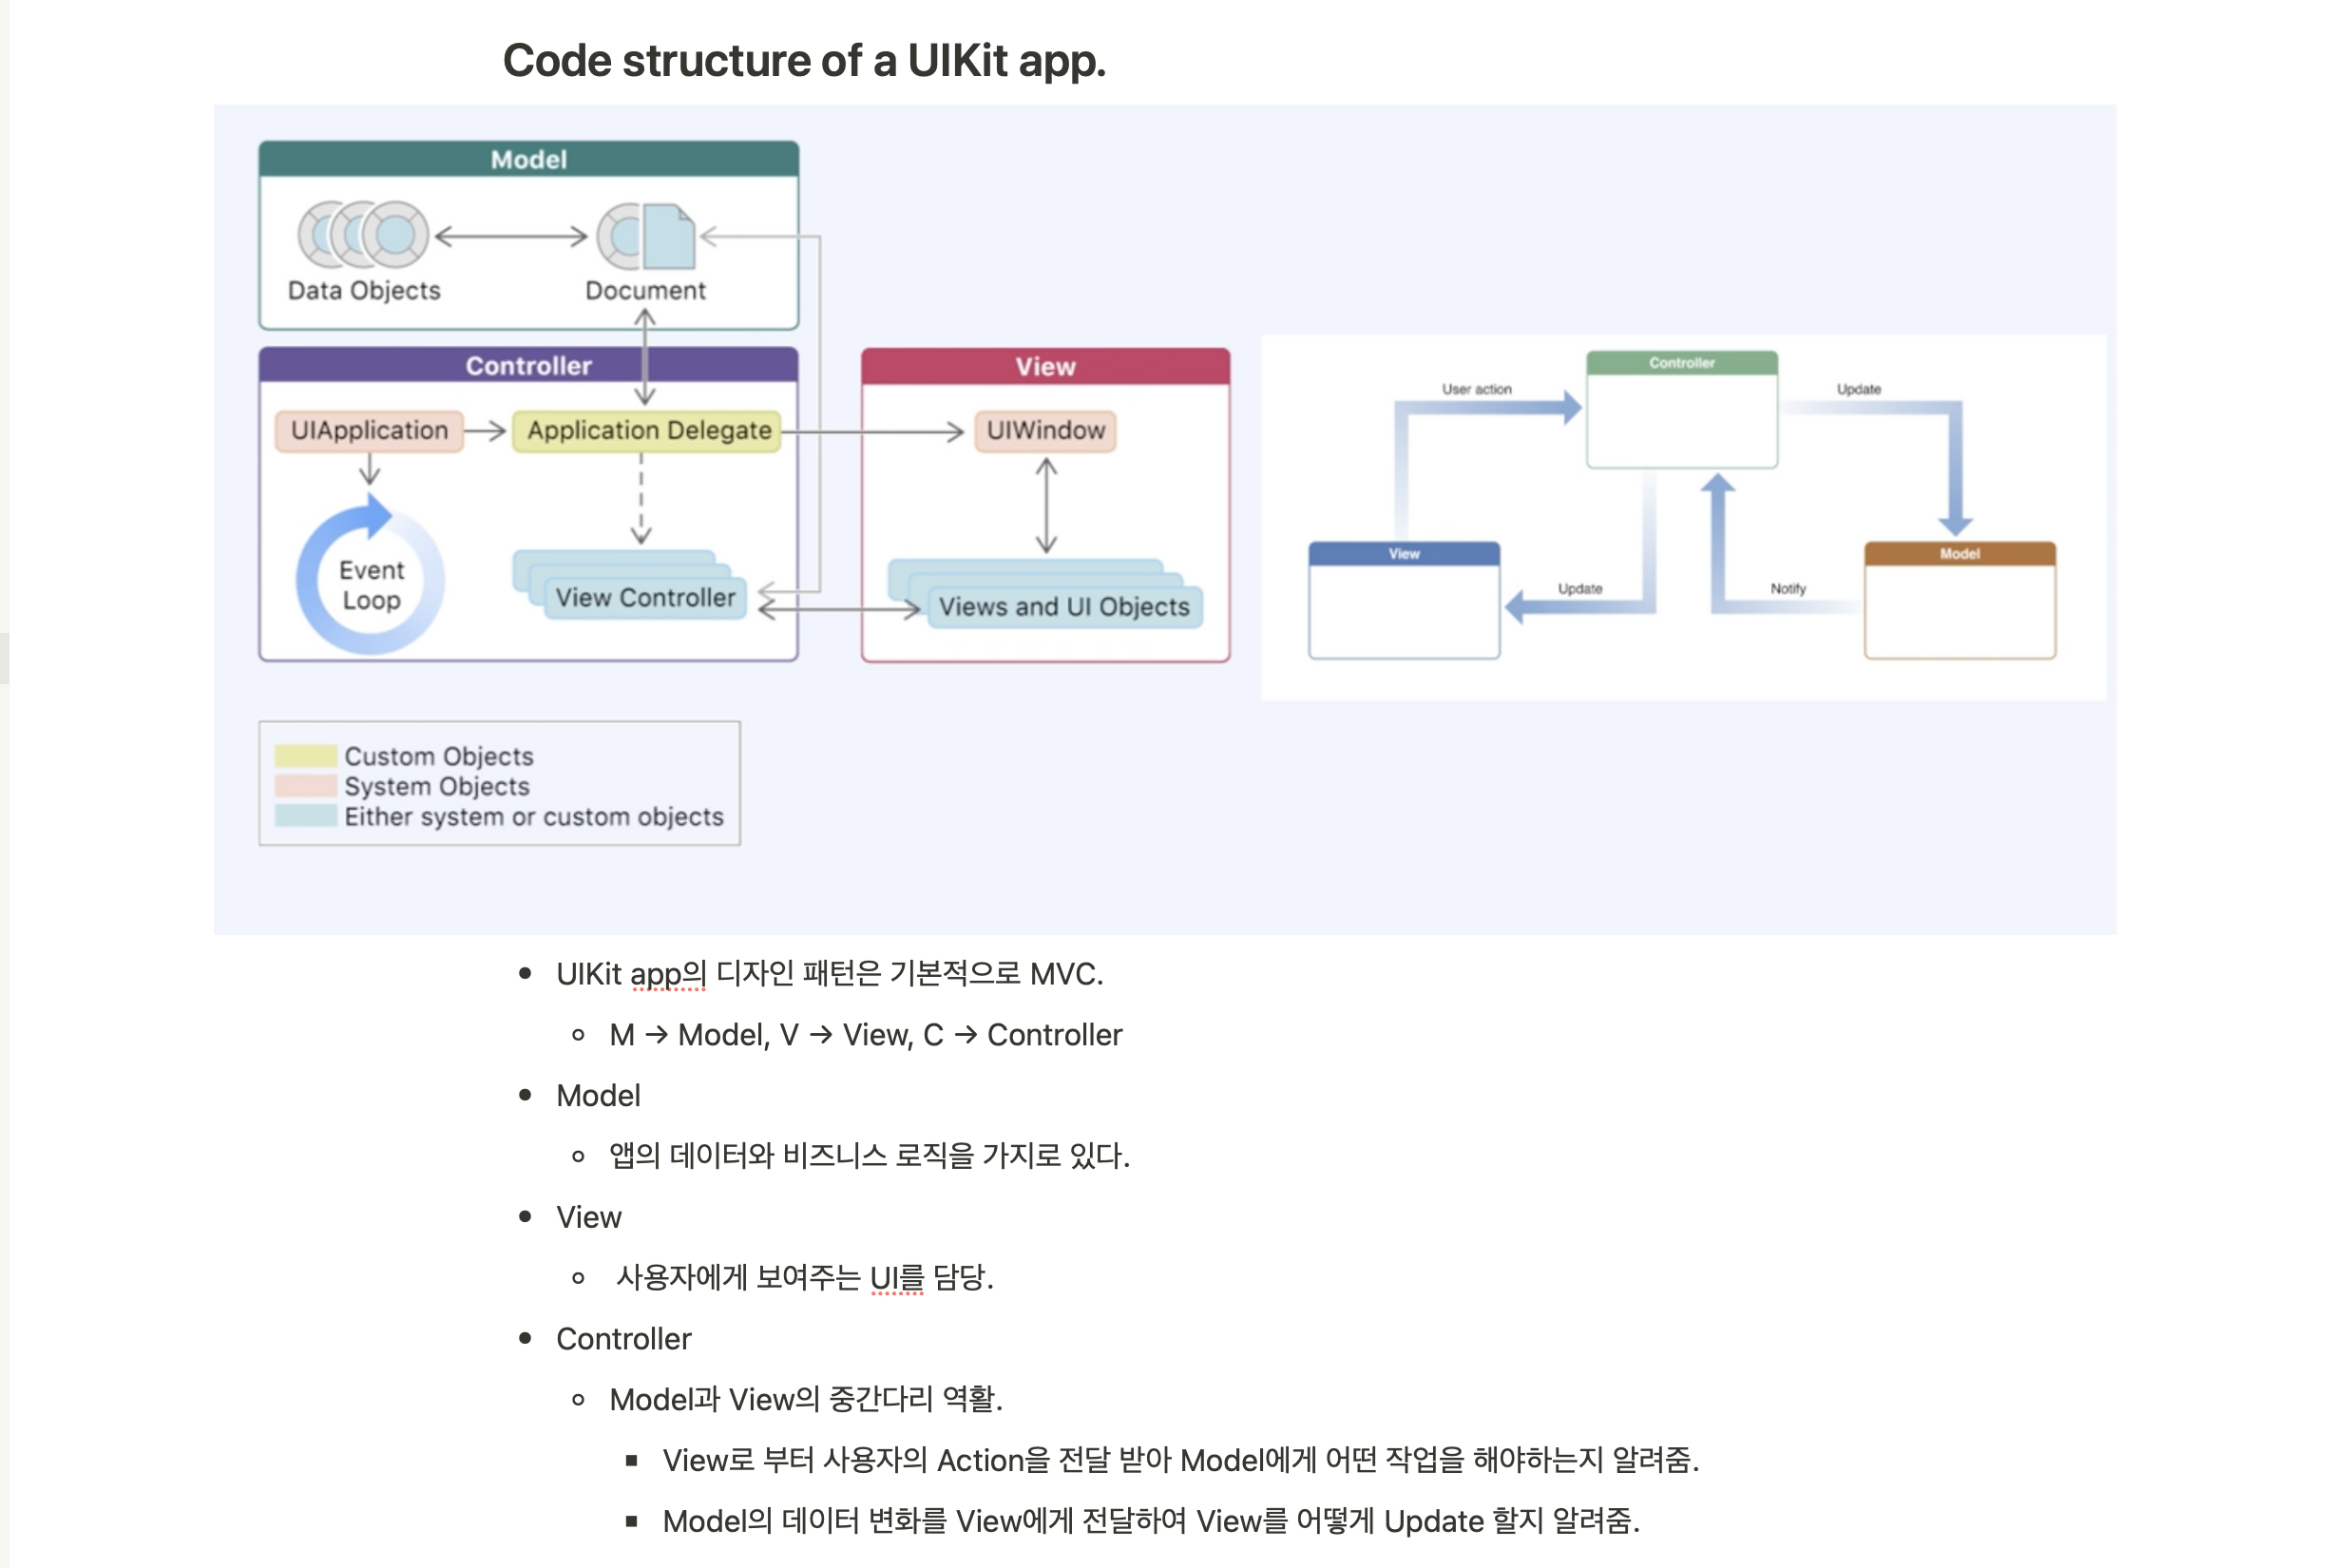 Code structure of a UIKit app.
Model
Data Objects
Document
Controller
UIApplication
Application Delegate
Event
Loop
View Controller
View
UIWindow
Views and UI Objects
Controller
User action
Update
View
Update
Notify
Model
Custom Objects
System Objects
Either system or custom objects
• UIKit app의 디자인 패턴은 기본적으로 MVC.
◦ M → Model, V → View, C → Controller
• Model
◦ 앱의 데이터와 비즈니스 로직을 가지로 있다.
• View
◦ 사용자에게 보여주는 UI를 담당.
• Controller
◦ Model과 View의 중간다리 역활.
▪ View로 부터 사용자의 Action을 전달 받아 Model에게 어떤 작업을 해야하는지 알려줌.
▪ Model의 데이터 변화를 View에게 전달하여 View를 어떻게 Update 할지 알려줌.